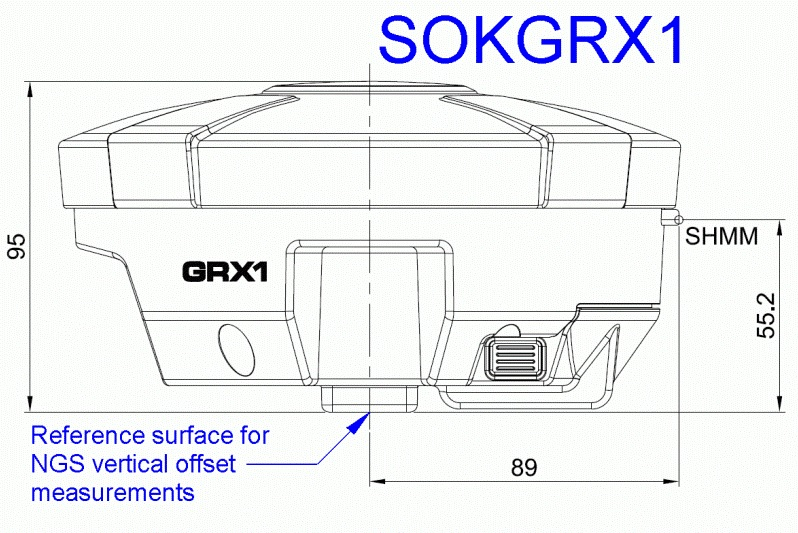 SOKGRX1
95
GRX1
SHMM
55.2
Reference surface for
NGS vertical offset
measurements
89